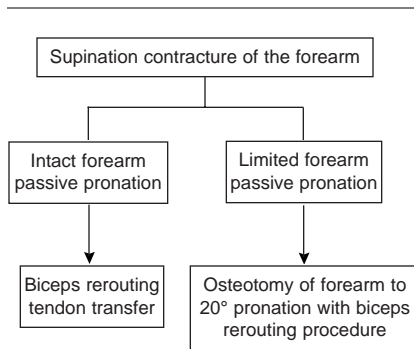 Supination contracture of the forearm
Intact forearm
passive pronation
Limited forearm
passive pronation
Biceps rerouting
tendon transfer
Osteotomy of forearm to
20° pronation with biceps
rerouting procedure